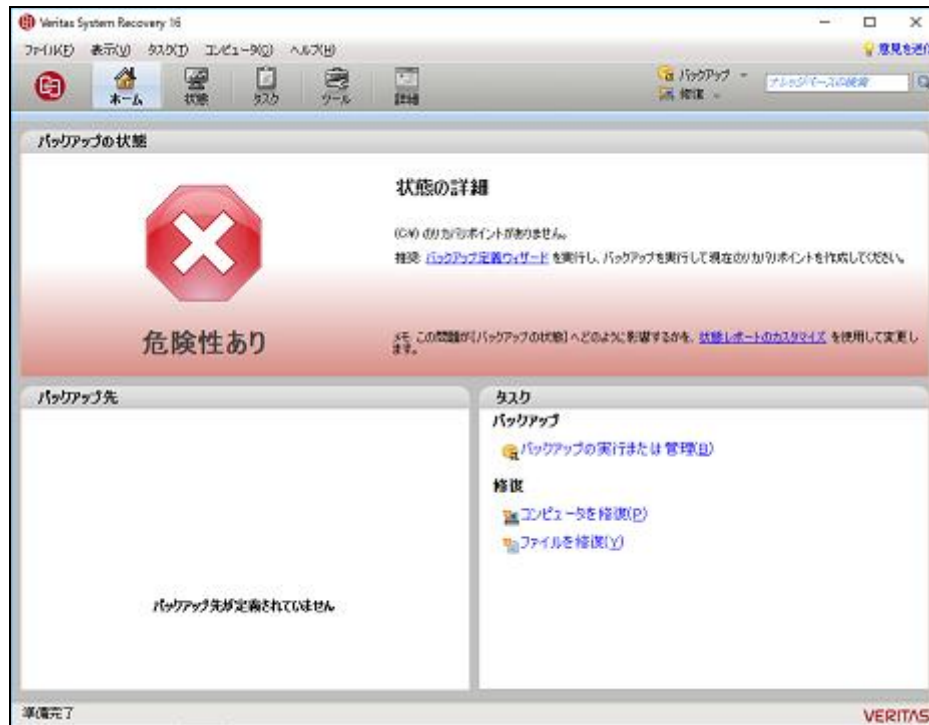 Veritas System Recovery 16
ファイル(F) 表示(V) タスク(T) コンピュータ(C) ヘルプ(H)
意見を送信
ホーム 状態 タスク ツール 詳細
バックアップ
修復
ナレッジベースの検索
バックアップの状態
状態の詳細
(C:¥) のリカバリポイントがありません。
推奨: バックアップ定義ウィザード を実行し、バックアップを実行して現在のリカバリポイントを作成してください。
危険性あり
メモ: この問題が[バックアップの状態]へどのように影響するかを、状態レポートのカスタマイズ を使用して変更し
ます。
バックアップ先
タスク
バックアップ
バックアップの実行または管理(B)
修復
コンピュータを修復(P)
ファイルを修復(Y)
バックアップ先が定義されていません
準備完了
VERITAS